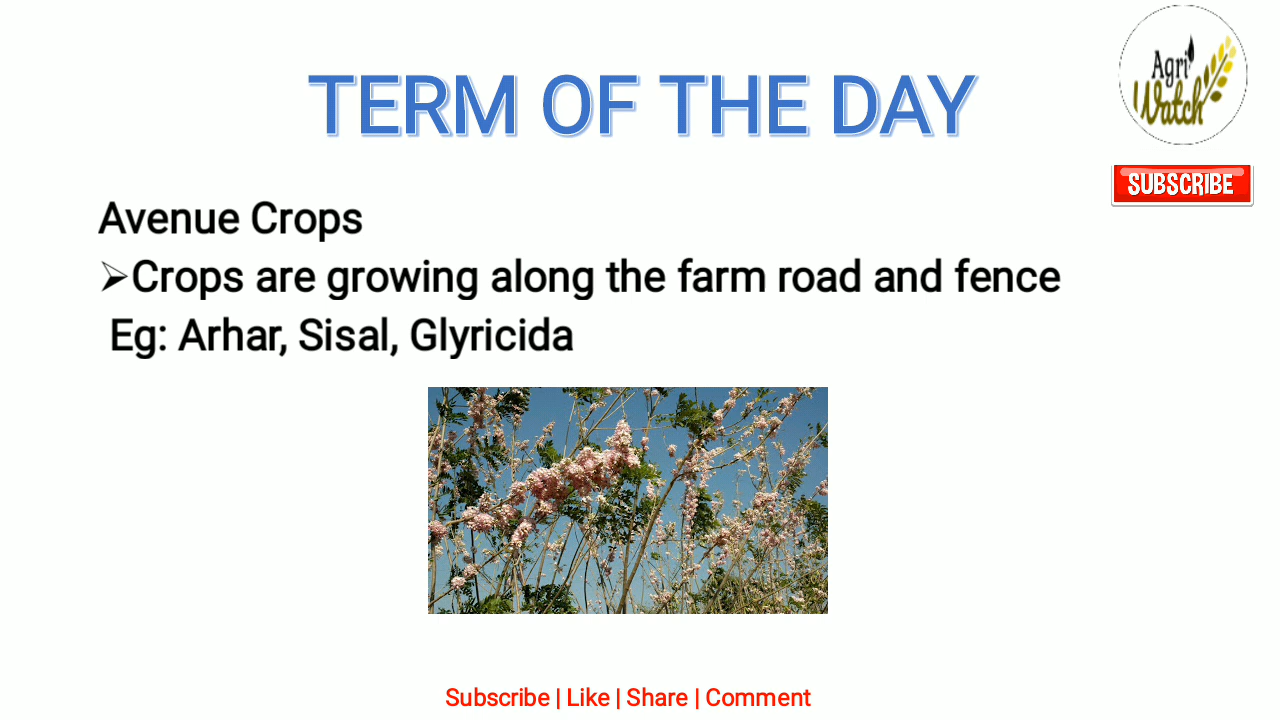 TERM OF THE DAY
Agri
Watch
SUBSCRIBE
Avenue Crops
➢Crops are growing along the farm road and fence
Eg: Arhar, Sisal, Glyricida
Subscribe | Like | Share | Comment